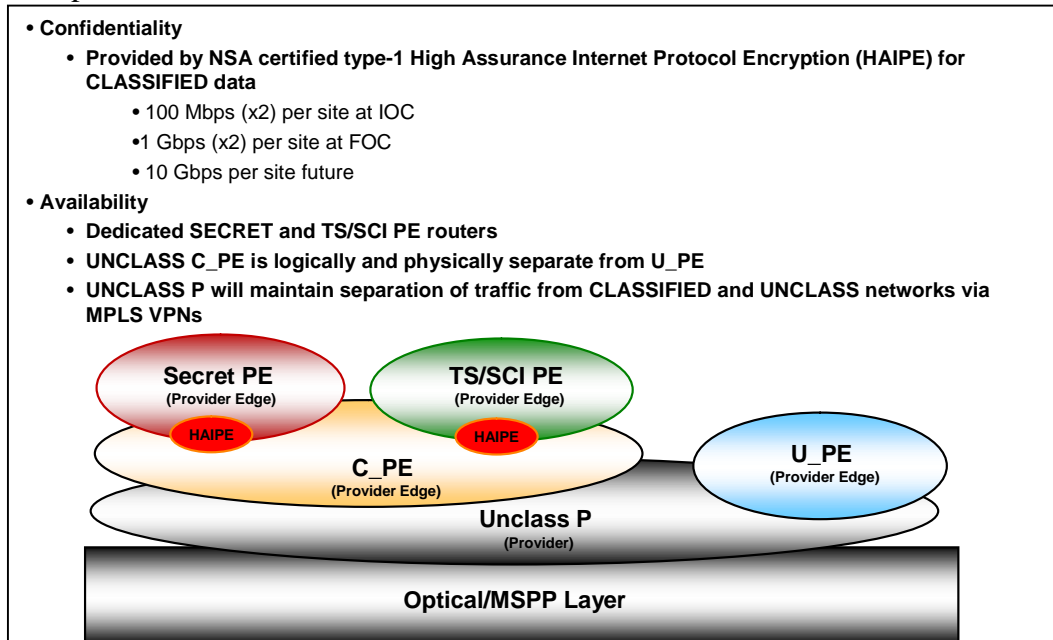 • Confidentiality
• Provided by NSA certified type-1 High Assurance Internet Protocol Encryption (HAIPE) for
CLASSIFIED data
• 100 Mbps (x2) per site at IOC
•1 Gbps (x2) per site at FOC
• 10 Gbps per site future
• Availability
• Dedicated SECRET and TS/SCI PE routers
• UNCLASS C_PE is logically and physically separate from U_PE
• UNCLASS P will maintain separation of traffic from CLASSIFIED and UNCLASS networks via
MPLS VPNs
Secret PE
(Provider Edge)
HAIPE
TS/SCI PE
(Provider Edge)
HAIPE
C_PE
(Provider Edge)
U_PE
(Provider Edge)
Unclass P
(Provider)
Optical/MSPP Layer